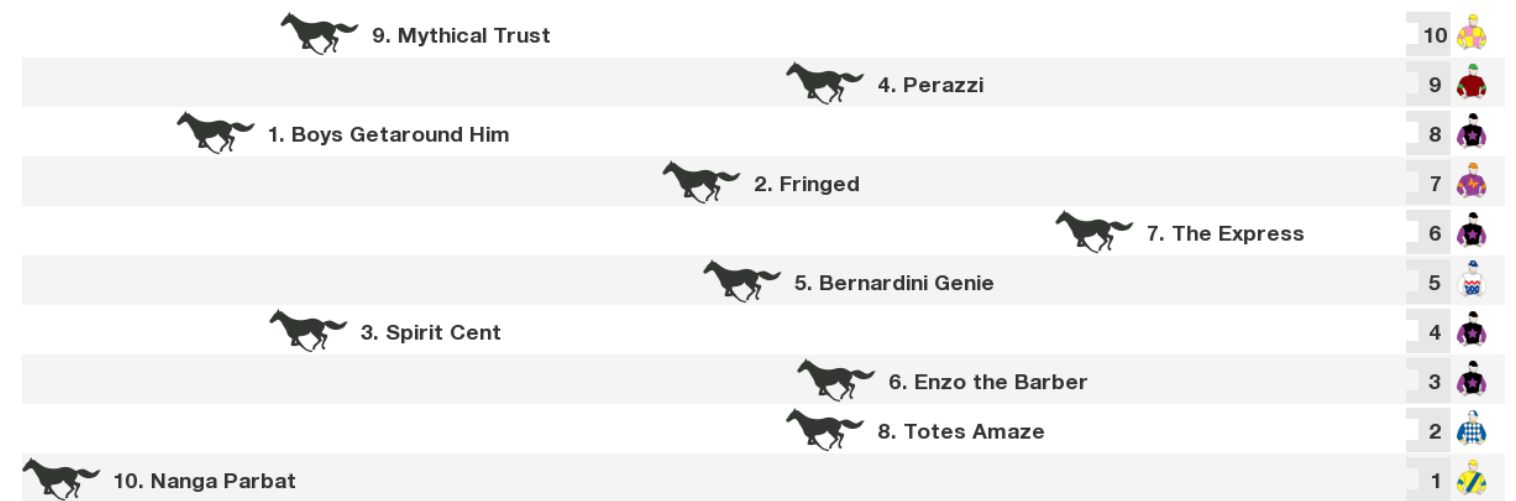 9. Mythical Trust 10
4. Perazzi 9
1. Boys Getaround Him 8
2. Fringed 7
7. The Express 6
5. Bernardini Genie 5
3. Spirit Cent 4
6. Enzo the Barber 3
8. Totes Amaze 2
10. Nanga Parbat 1